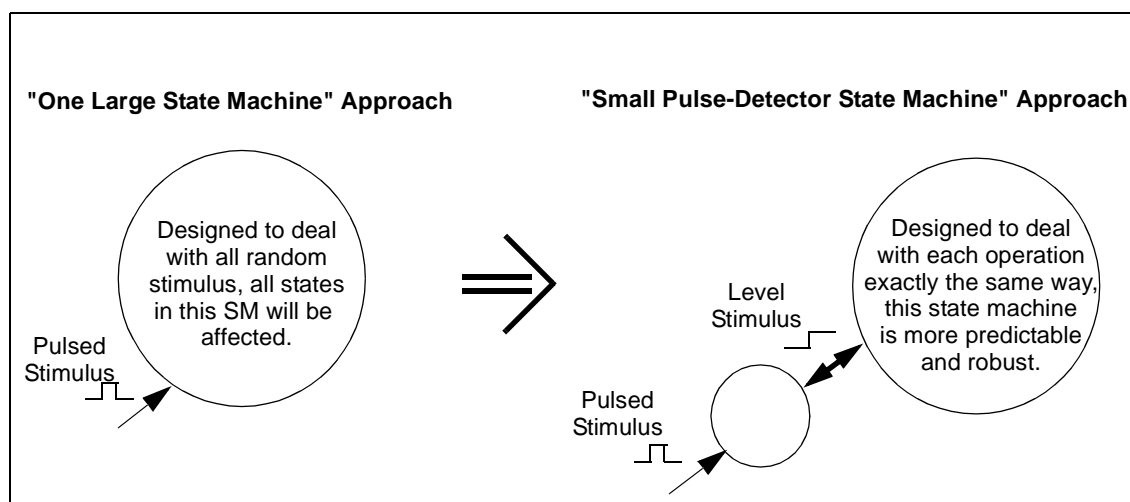 "One Large State Machine" Approach
Designed to deal
with all random
stimulus, all states
in this SM will be
affected.
Pulsed
Stimulus
"Small Pulse-Detector State Machine" Approach
Designed to deal
with each operation
exactly the same way,
this state machine
is more predictable
and robust.
Level
Stimulus
Pulsed
Stimulus